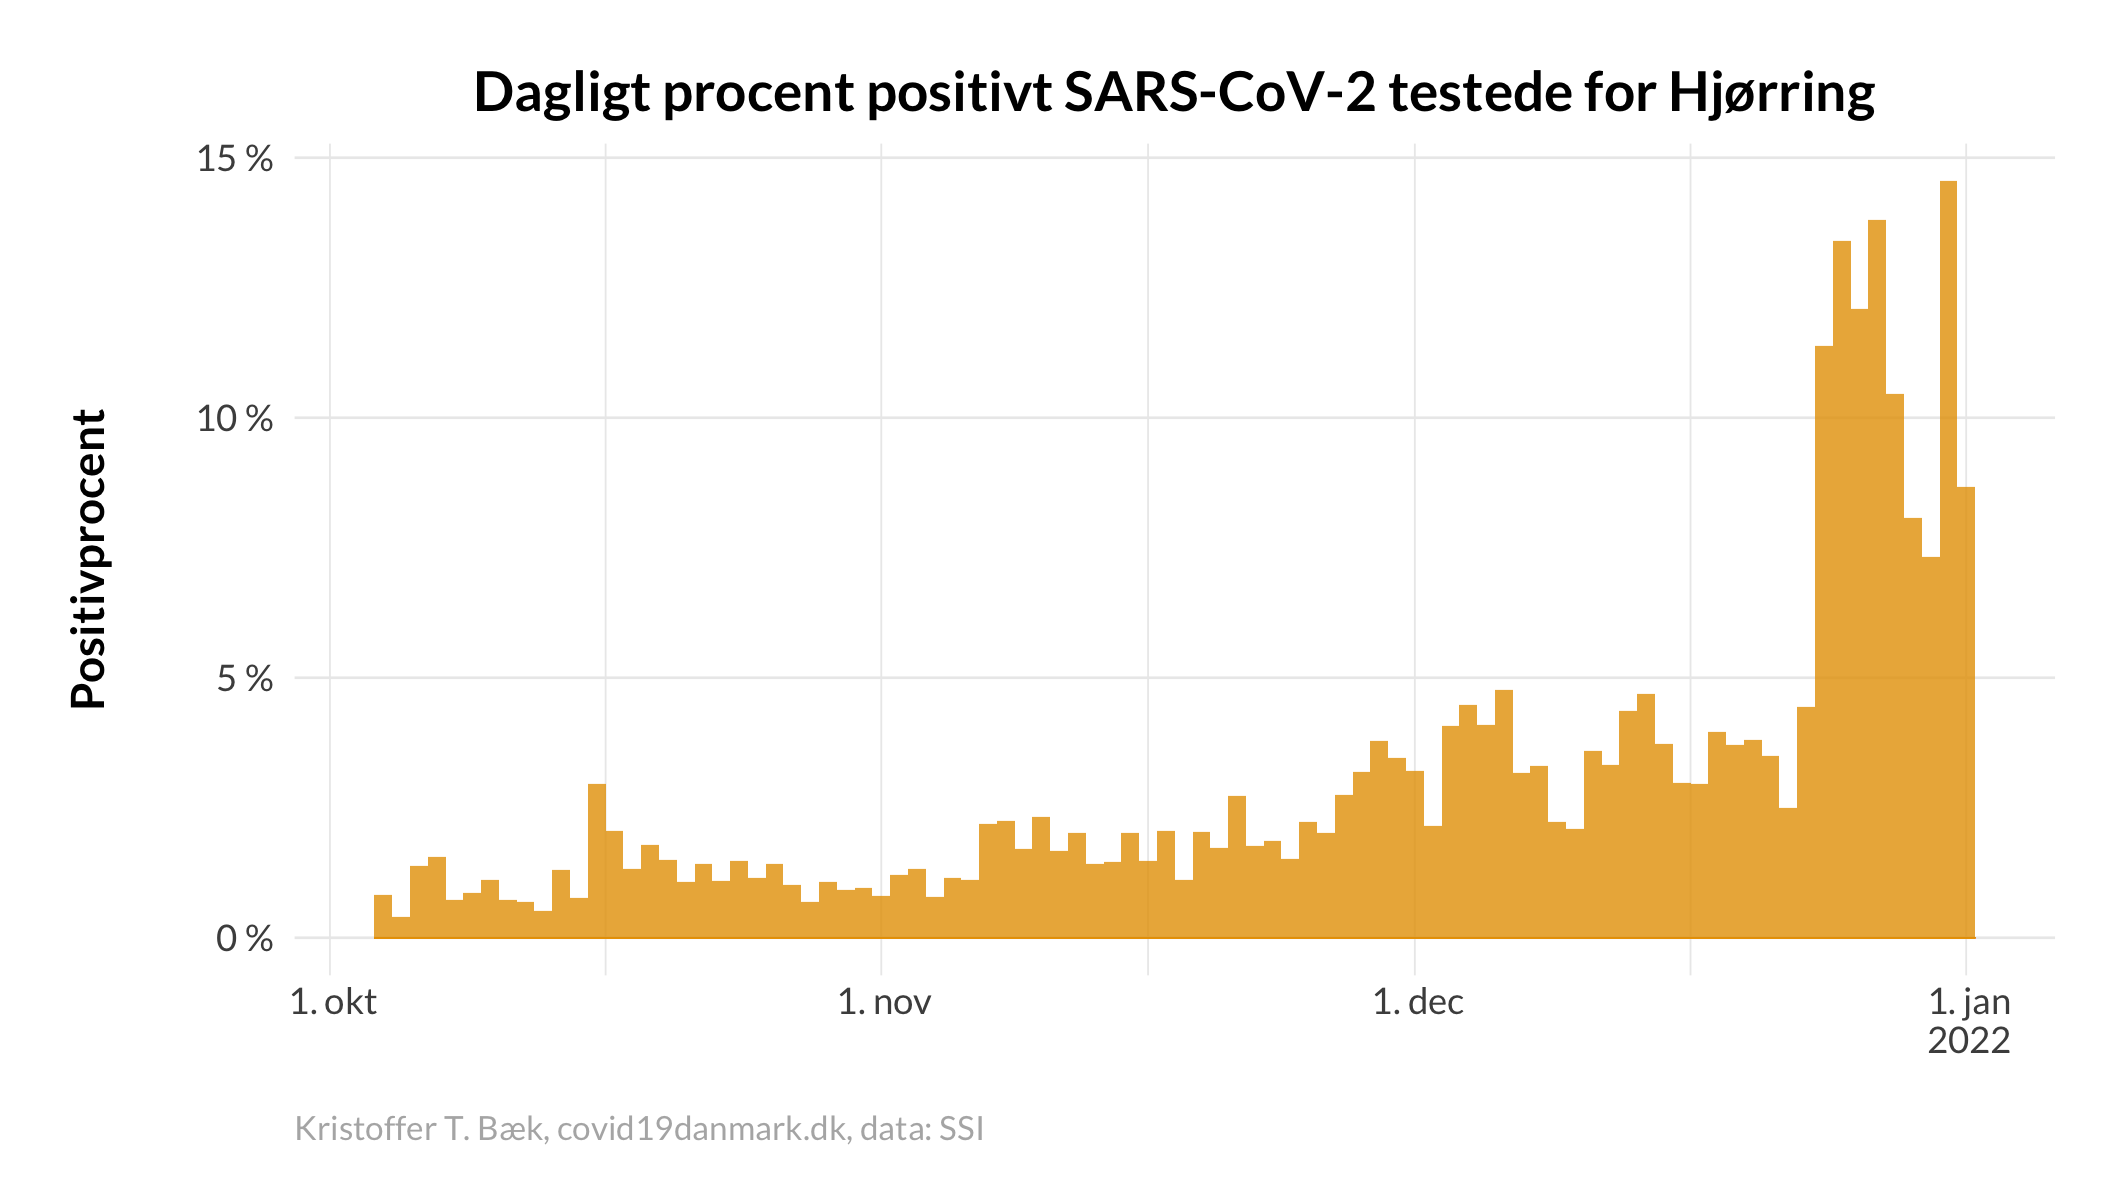 Dagligt procent positivt SARS-CoV-2 testede for Hjørring
15 %
10 %
5 %
0 %
Positivprocent
1. okt
1. nov
1. dec
1. jan
2022
Kristoffer T. Bæk, covid19danmark.dk, data: SSI